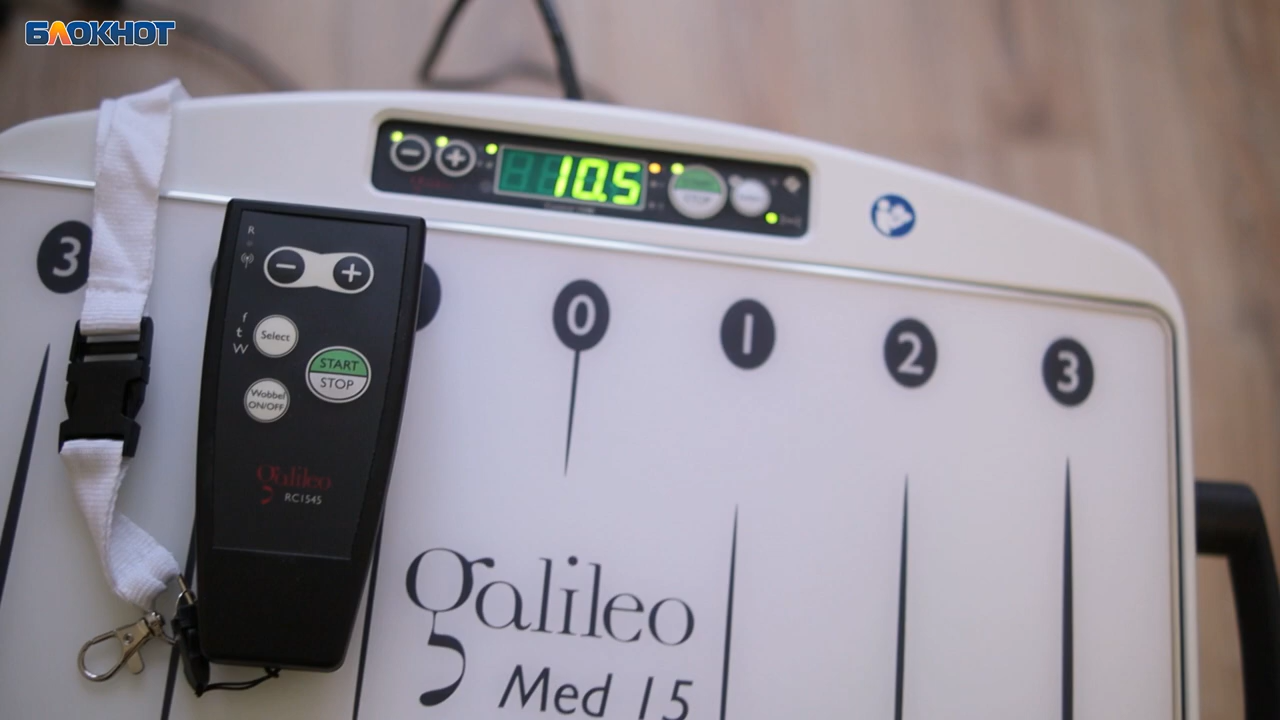 БЛОКНОТ
10.5
START
STOP
3
0
1
2
3
R
f
t
W
Select
START
STOP
Wobbel
ON/OFF
galileo
RC1545
galileo
Med 15